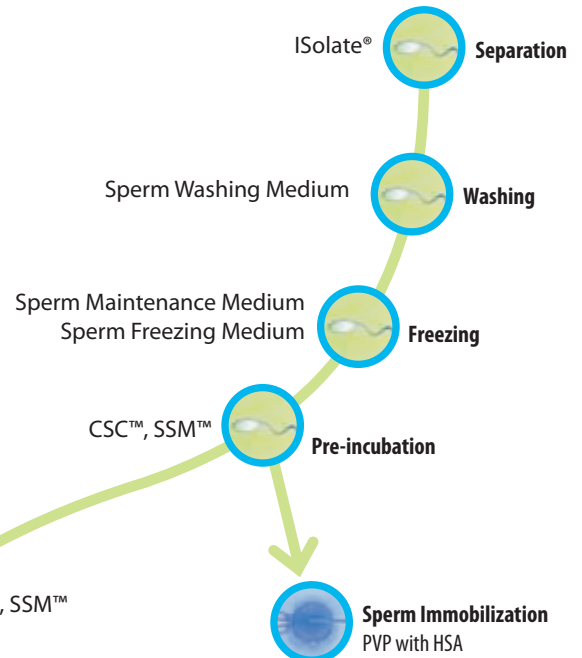 ISolate®
Separation
Sperm Washing Medium
Washing
Sperm Maintenance Medium
Sperm Freezing Medium
Freezing
CSC™, SSM™
Pre-incubation
, SSM™
Sperm Immobilization
PVP with HSA